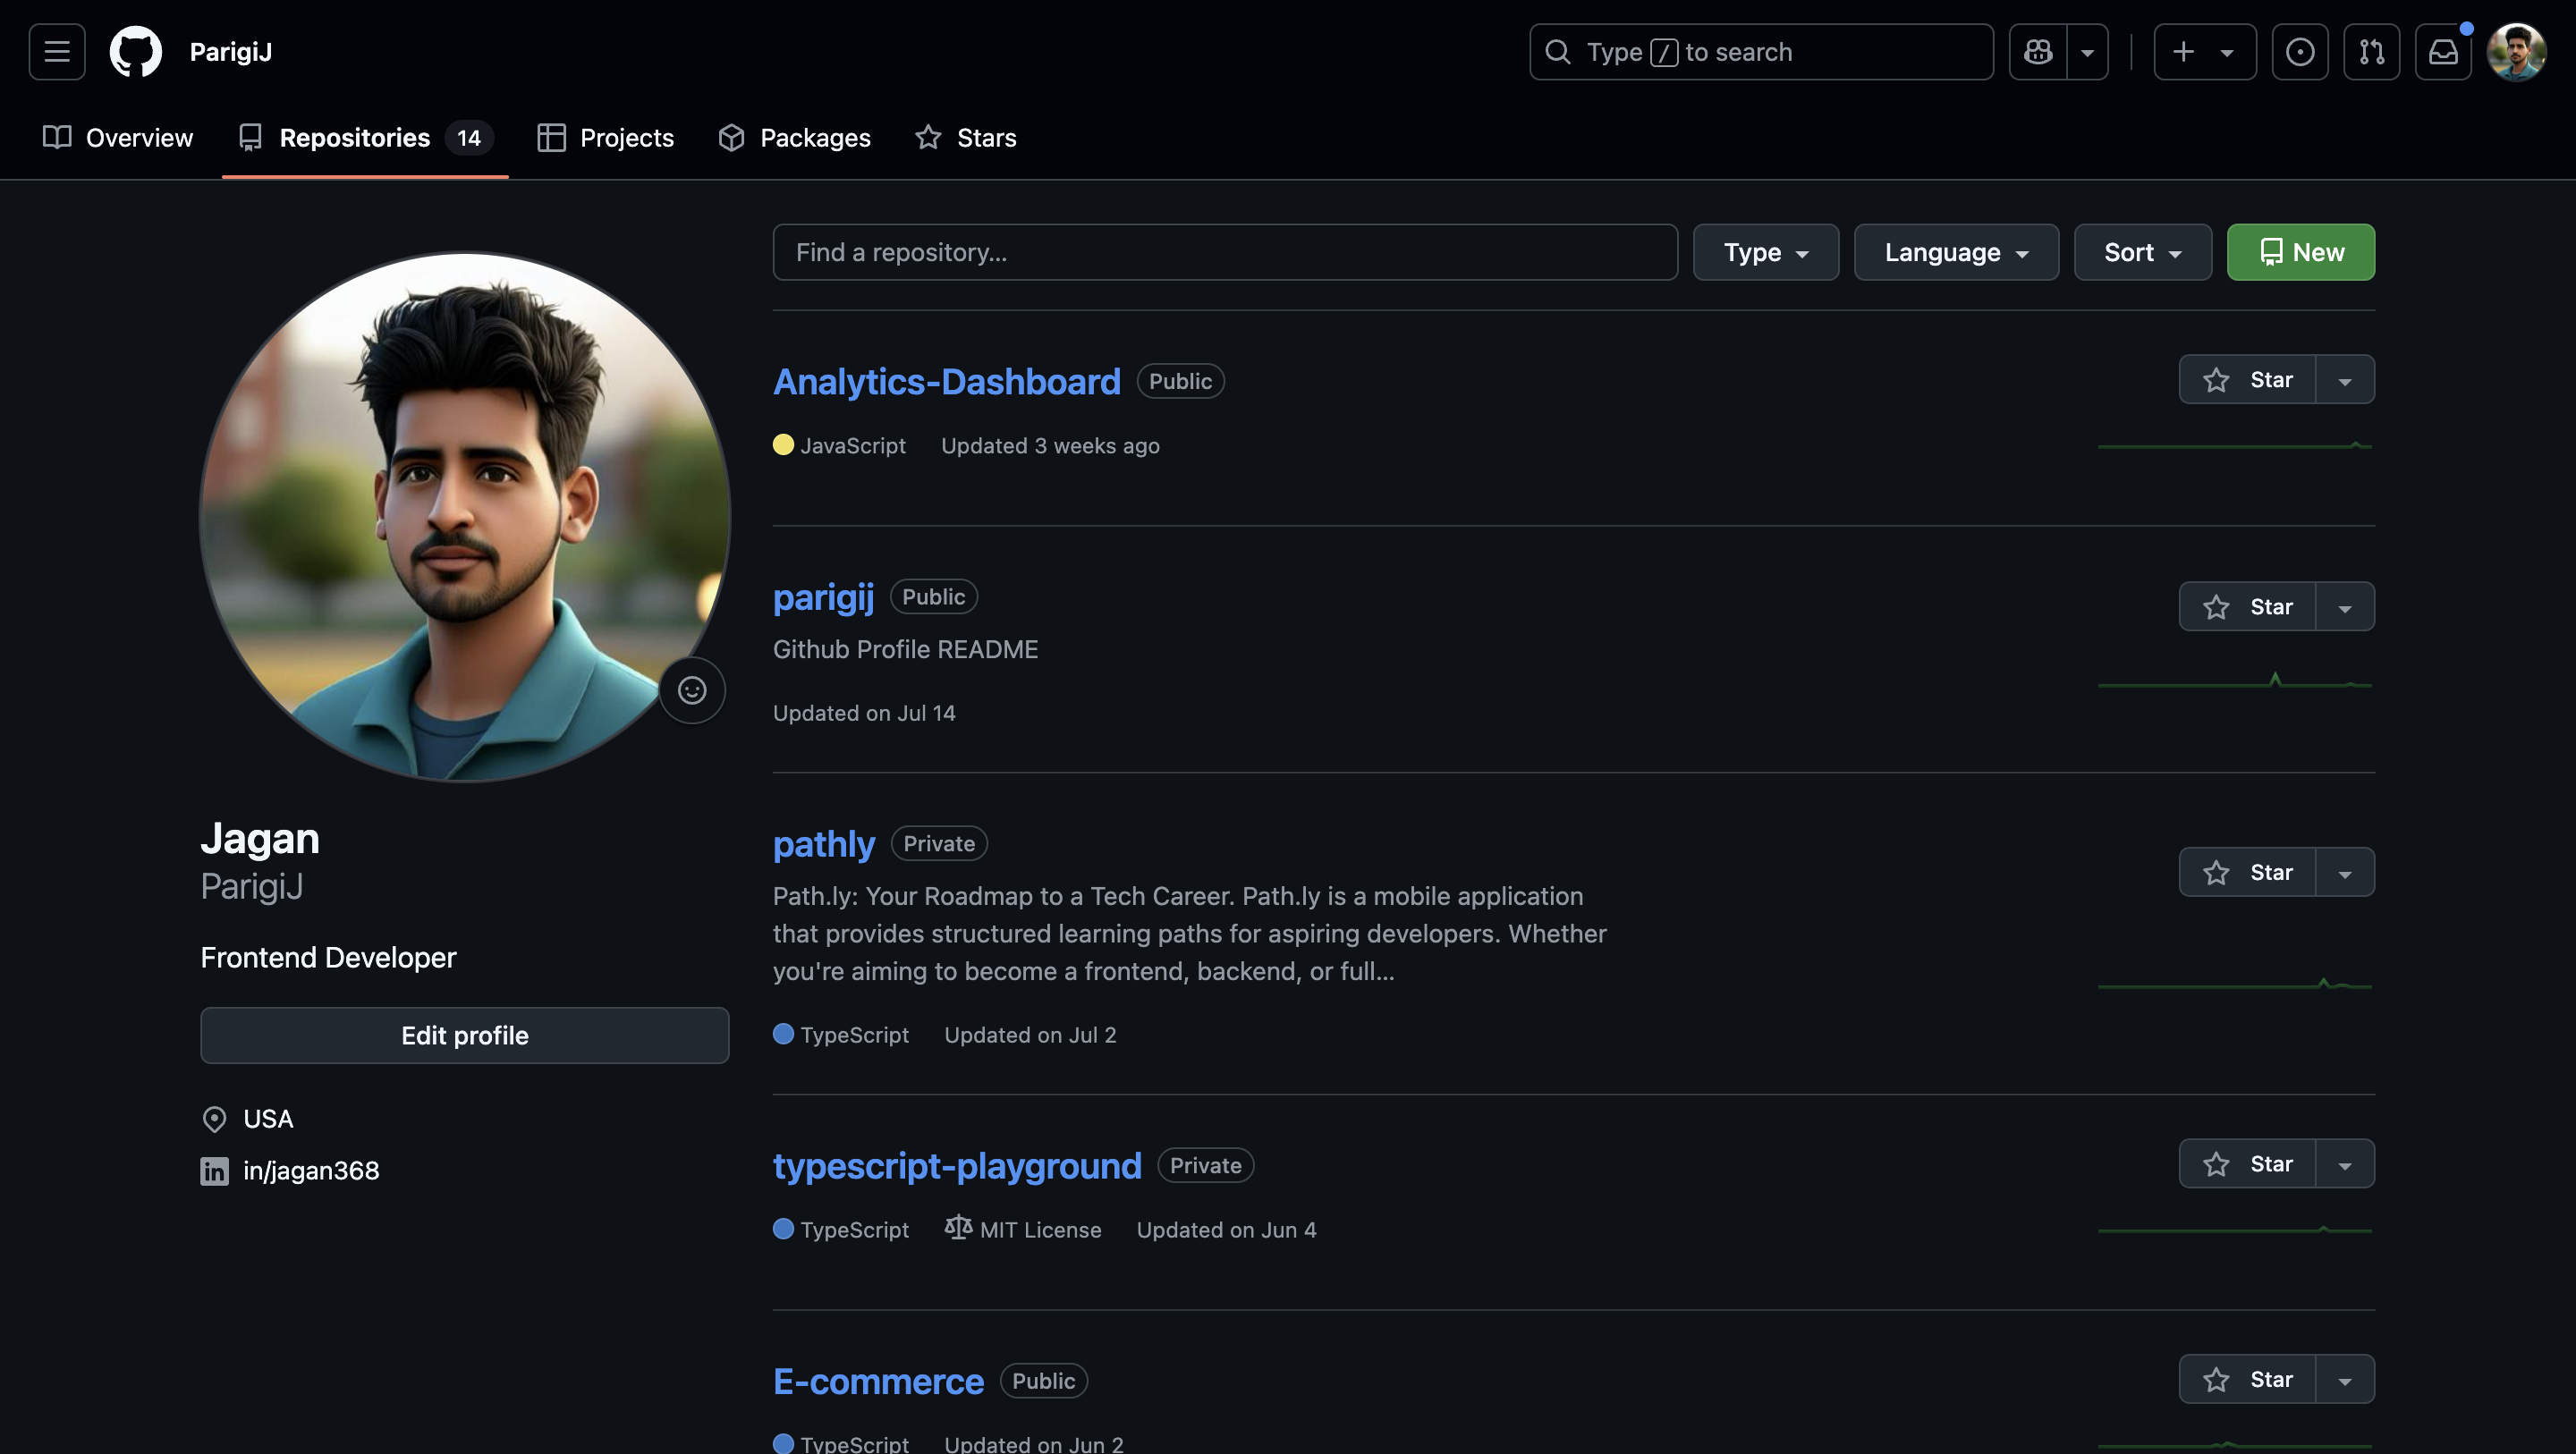 ParigiJ
Type / to search
Overview
Repositories 14
Projects
Packages
Stars
Find a repository...
Type
Language
Sort
New
Jagan
ParigiJ
Frontend Developer
Edit profile
USA
in/jagan368
Analytics-Dashboard Public
Star
JavaScript Updated 3 weeks ago
parigij Public
Star
Github Profile README
Updated on Jul 14
pathly Private
Star
Path.ly: Your Roadmap to a Tech Career. Path.ly is a mobile application
that provides structured learning paths for aspiring developers. Whether
you're aiming to become a frontend, backend, or full...
TypeScript Updated on Jul 2
typescript-playground Private
Star
TypeScript MIT License Updated on Jun 4
E-commerce Public
Star
TypeScript Updated on Jun 2